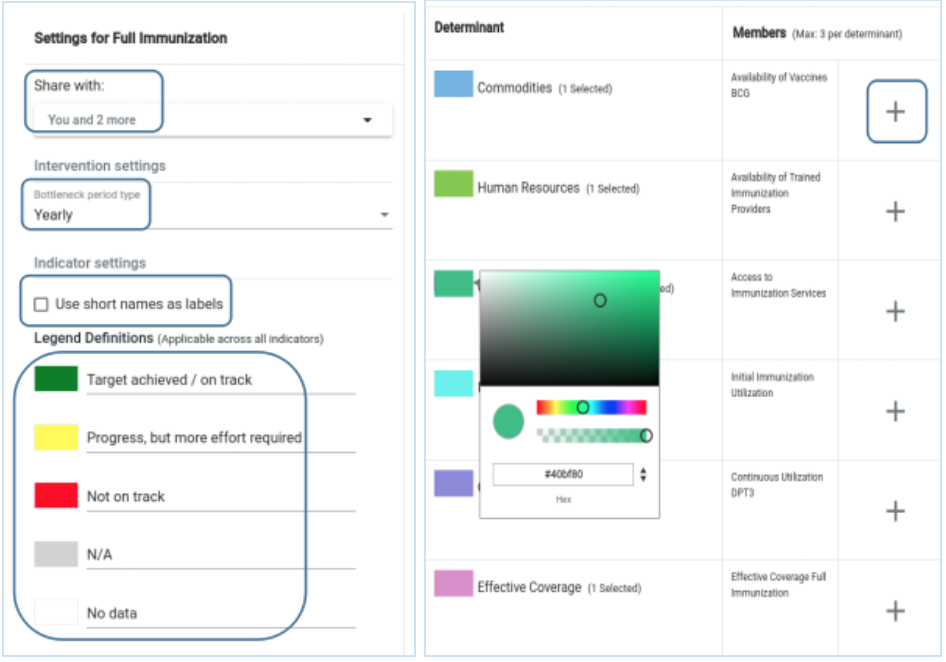 Settings for Full Immunization
Share with:
You and 2 more
Intervention settings
Bottleneck period type
Yearly
Indicator settings
Use short names as labels
Legend Definitions (Applicable across all indicators)
Target achieved / on track
Progress, but more effort required
Not on track
N/A
No data
Determinant
Members (Max: 3 per determinant)
Commodities (1 Selected)
Availability of Vaccines
BCG
Human Resources (1 Selected)
Availability of Trained
Immunization
Providers
ed)
Access to
Immunization Services
Initial Immunization
Utilization
#40bf80
Hex
Continuous Utilization
DPT3
Effective Coverage (1 Selected)
Effective Coverage Full
Immunization